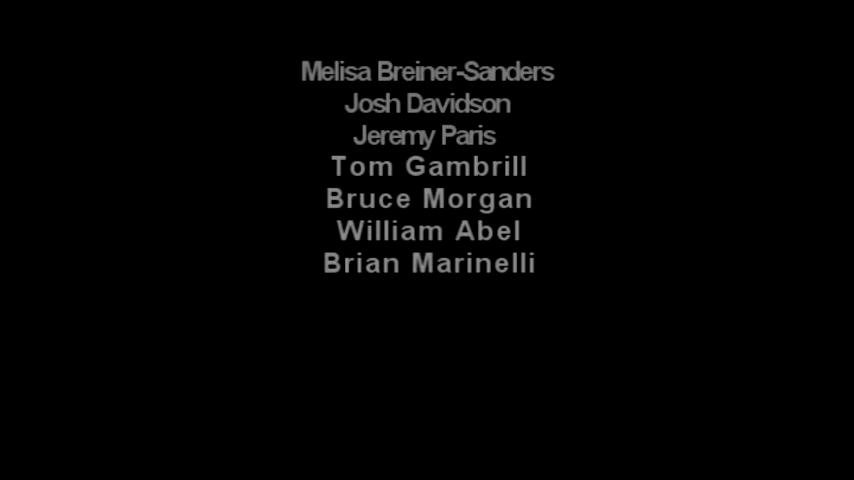 Melisa Breiner-Sanders
Josh Davidson
Jeremy Paris
Tom Gambrill
Bruce Morgan
William Abel
Brian Marinelli